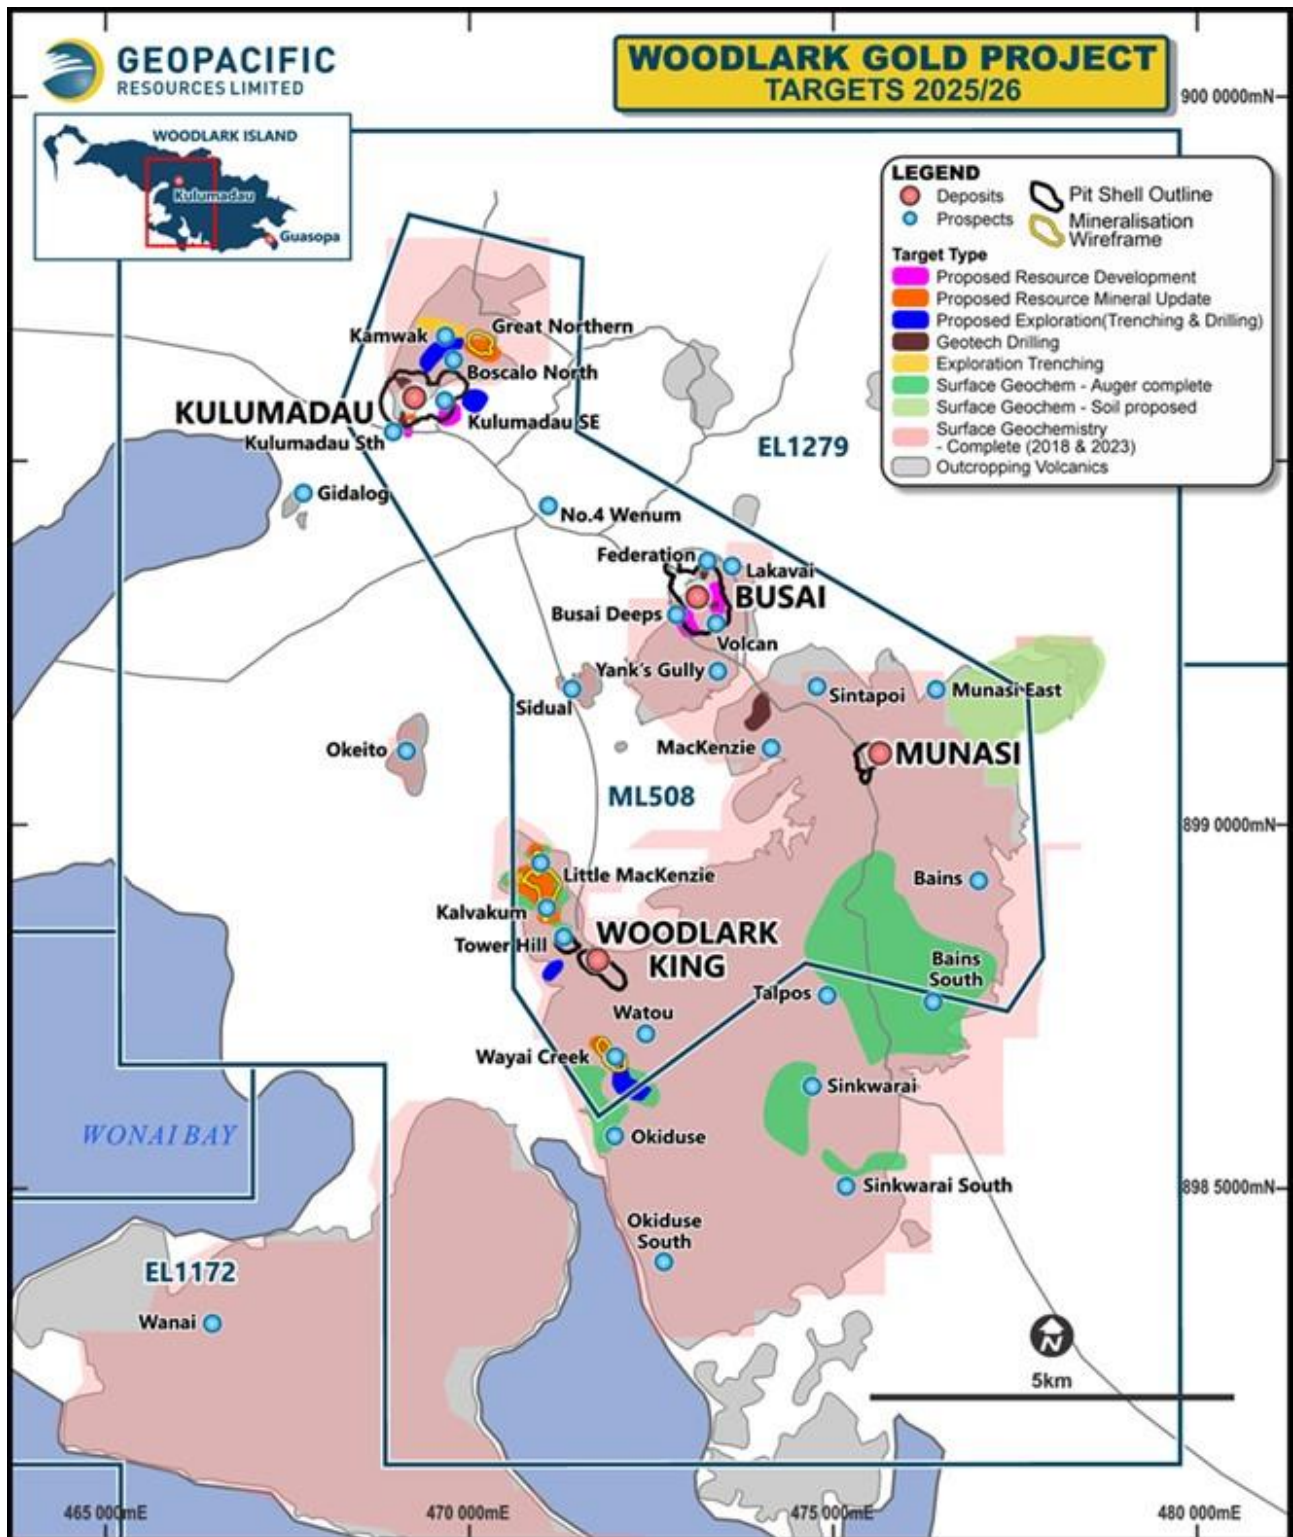 GEOPACIFIC
RESOURCES LIMITED
WOODLARK GOLD PROJECT
TARGETS 2025/26
900 0000mN
WOODLARK ISLAND
Kulumadau
Guasopa
LEGEND
Deposits
Prospects
Pit Shell Outline
Mineralisation
Wireframe
Target Type
Proposed Resource Development
Proposed Resource Mineral Update
Proposed Exploration(Trenching & Drilling)
Geotech Drilling
Exploration Trenching
Surface Geochem - Auger complete
Surface Geochem - Soil proposed
Surface Geochemistry
- Complete (2018 & 2023)
Outcropping Volcanics
Kamwak
Great Northern
Boscalo North
KULUMADAU
Kulumadau SE
Kulumadau Sth
EL1279
Gidalog
No.4 Wenum
Federation
Lakavai
BUSAI
Busai Deeps
Volcan
Yank's Gully
Sidual
Sintapoi
Munasi East
Okeito
MacKenzie
MUNASI
ML508
899 0000mN
Little MacKenzie
Bains
Kalvakum
Tower Hill
WOODLARK
KING
Bains
South
Talpos
Watou
Wayai Creek
Sinkwarai
WONAI BAY
Okiduse
Sinkwarai South
898 5000mN
Okiduse
South
EL1172
Wanai
N
5km
465 000mE
470 000mE
475 000mE
480 000mE